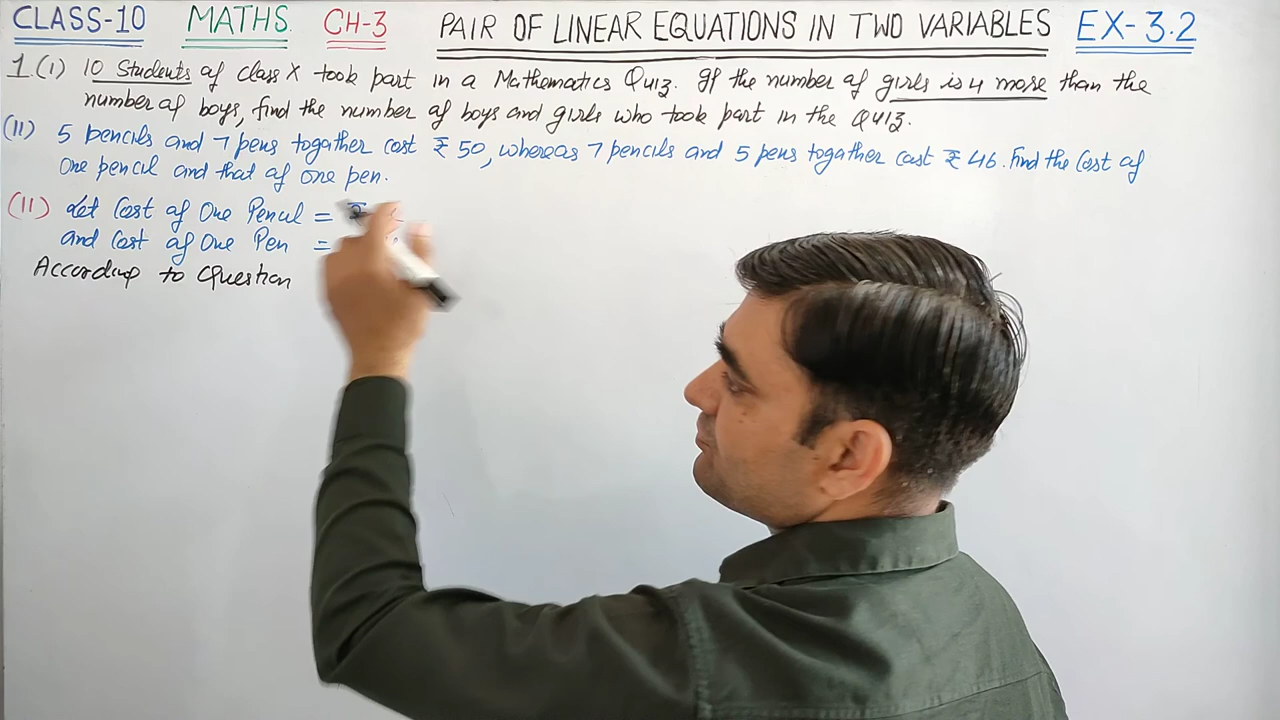 CLASS-10 MATHS CH-3 PAIR OF LINEAR EQUATIONS IN TWO VARIABLES EX-3.2
1.(i) 10 Students of class X took part in a Mathematics Quiz. If the number of girls is 4 more than the
number of boys, find the number of boys and girls who took part in the Quiz.
(II) 5 pencils and 7 pens togather cost ₹ 50, whereas 7 pencils and 5 pens togather cost ₹ 46. Find the Cost of
One pencil and that of one pen.
(II) Let Cost of One Pencil = ₹
and Cost of One Pen =
According to Question